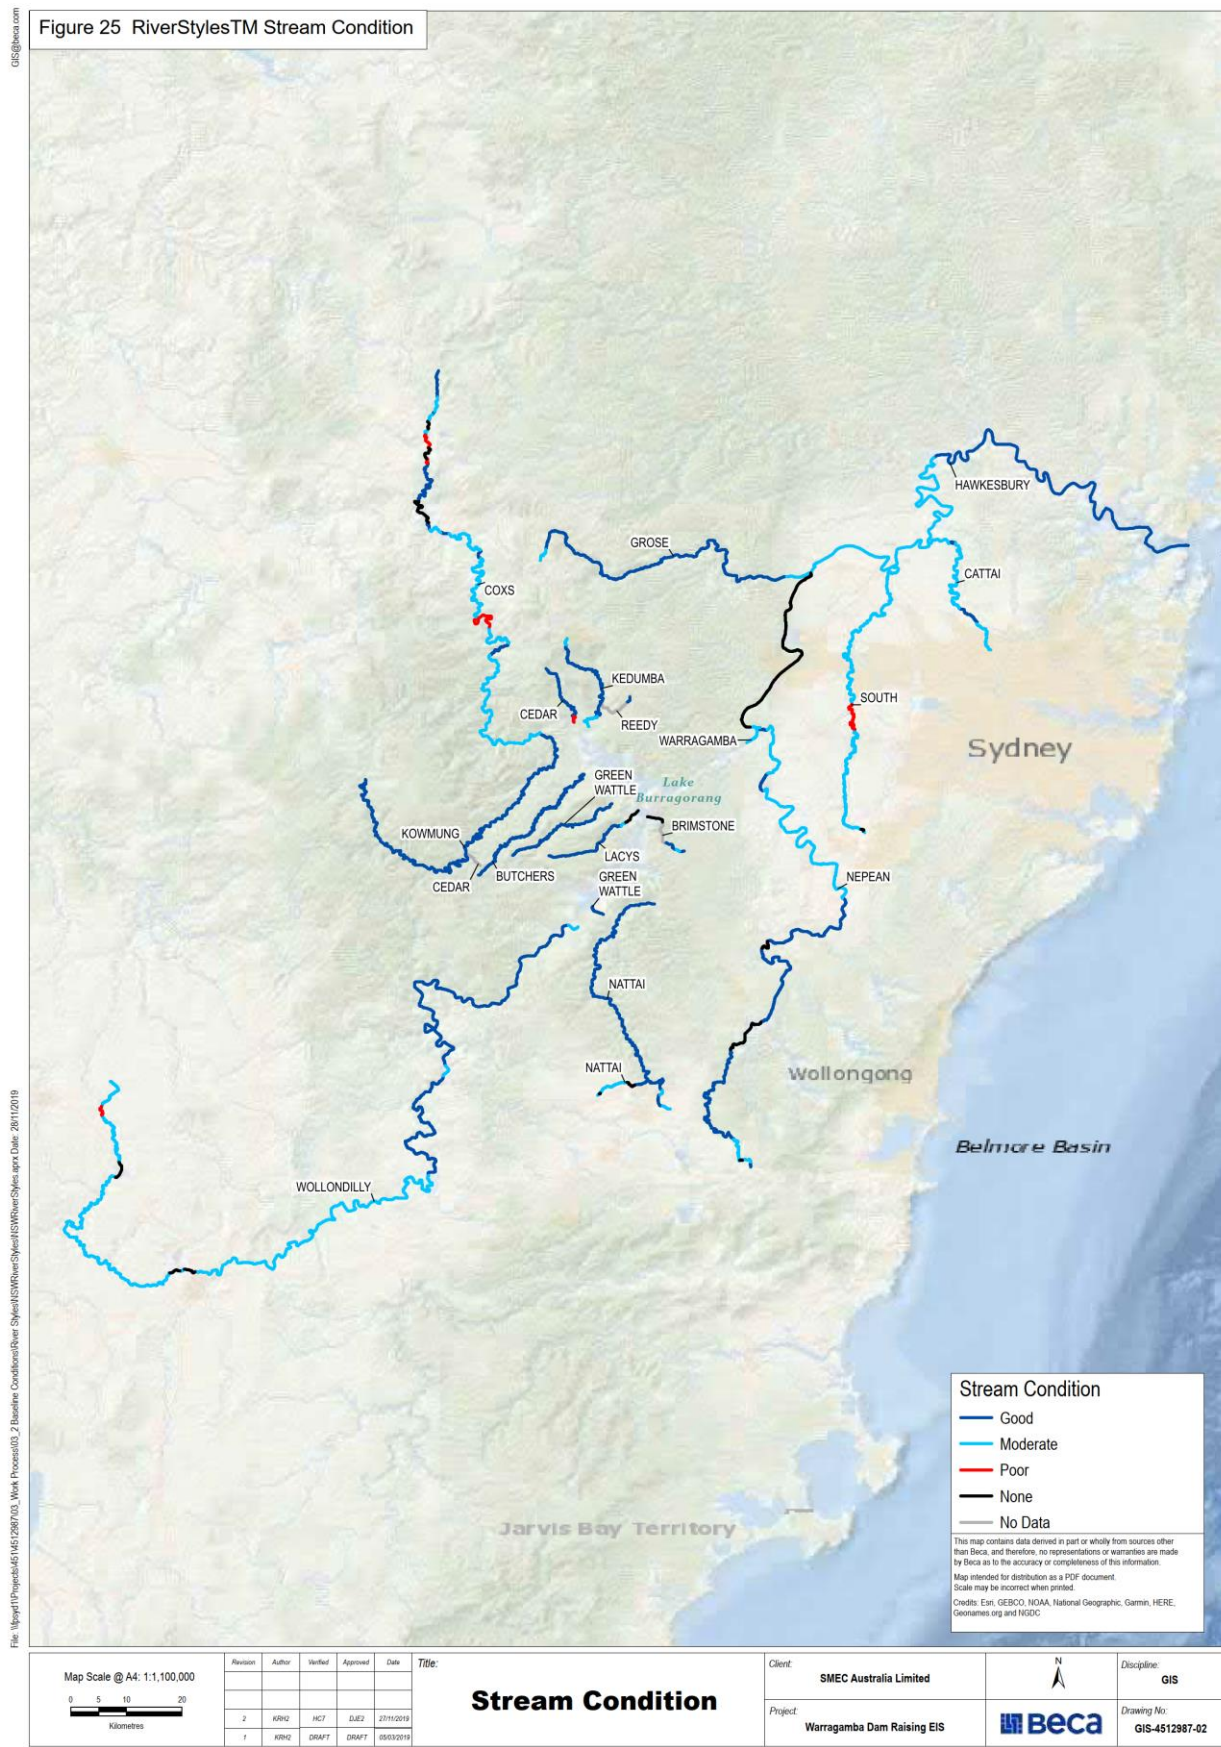 GIS@beca.com
Figure 25 RiverStylesTM Stream Condition
HAWKESBURY
GROSE
CATTAI
COXS
KEDUMBA
SOUTH
CEDAR
REEDY
WARRAGAMBA
Sydney
GREEN
WATTLE
Lake
Burragorang
BRIMSTONE
KOWMUNG
LACYS
BUTCHERS
CEDAR
GREEN
WATTLE
NEPEAN
NATTAI
NATTAI
Wollongong
Belmore Basin
WOLLONDILLY
Jarvis Bay Territory
Stream Condition
Good
Moderate
Poor
None
No Data
This map contains data derived in part or wholly from sources other
than Beca, and therefore, no representations or warranties are made
by Beca as to the accuracy or completeness of this information.
Map intended for distribution as a PDF document.
Scale may be incorrect when printed.
Credits: Esri, GEBCO, NOAA, National Geographic, Garmin, HERE,
Geonames.org and NGDC
Map Scale @ A4: 1:1,100,000
0 5 10 20
Kilometres
Revision Author Verified Approved Date
2 KRH2 HC7 DJE2 27/11/2019
1 KRH2 DRAFT DRAFT 05/03/2019
Title:
Stream Condition
Client:
SMEC Australia Limited
Project:
Warragamba Dam Raising EIS
N
Beca
Discipline:
GIS
Drawing No:
GIS-4512987-02